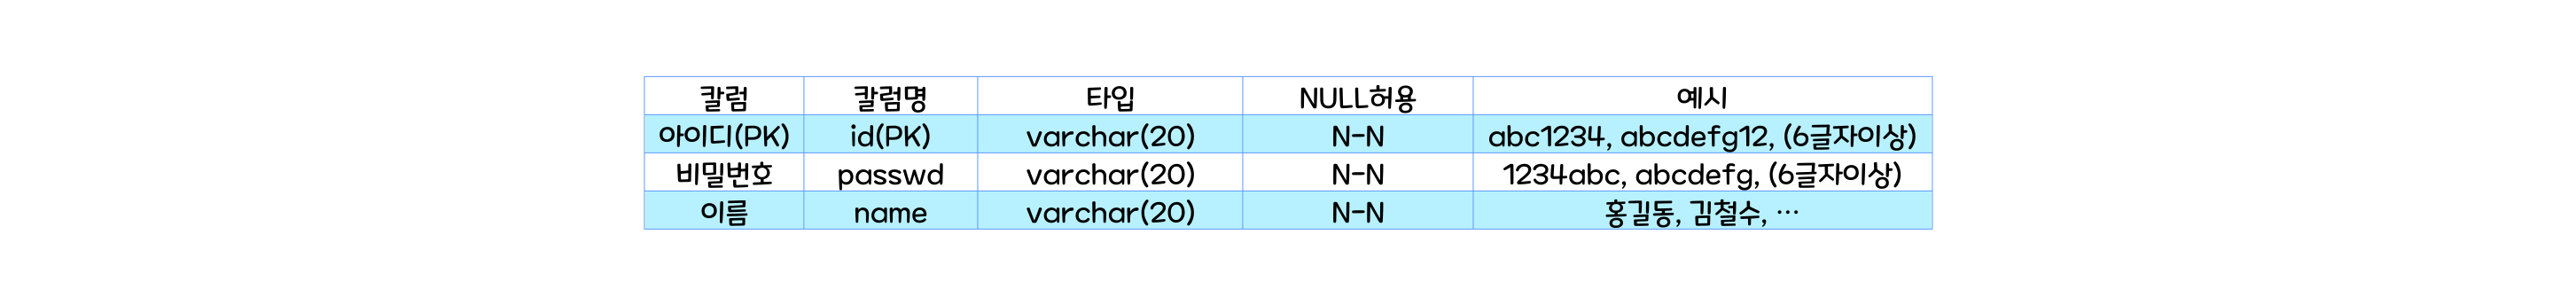 칼럼 칼럼명 타입 NULL허용 예시
아이디(PK) id(PK) varchar(20) N-N abc1234, abcdefg12, (6글자이상)
비밀번호 passwd varchar(20) N-N 1234abc, abcdefg, (6글자이상)
이름 name varchar(20) N-N 홍길동, 김철수, ⋯